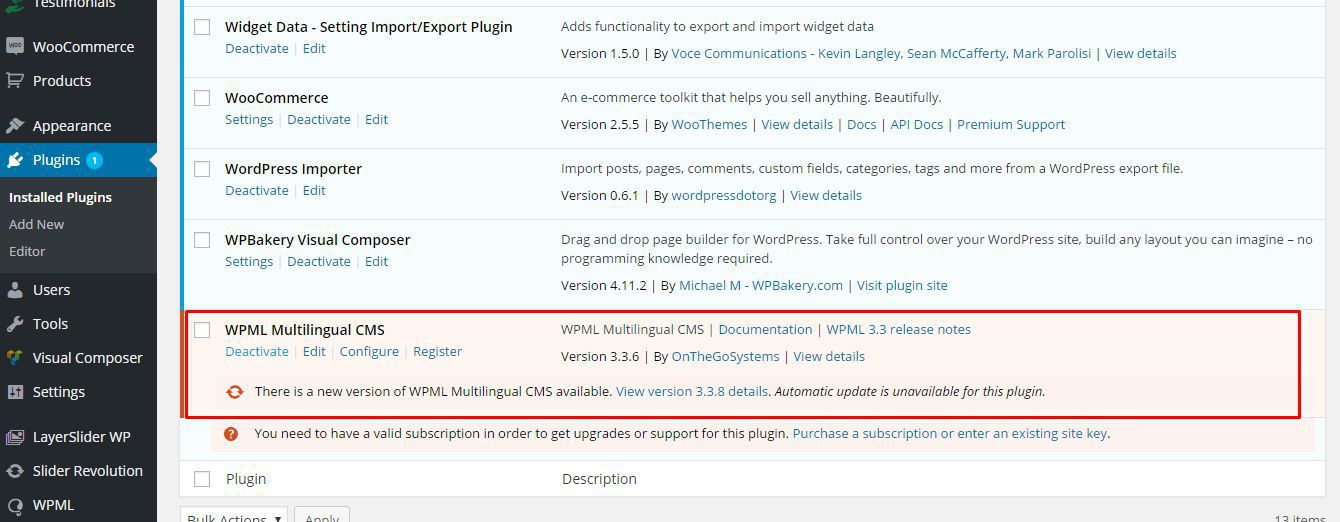 Testimonials
WooCommerce
Products
Appearance
Plugins 1
Installed Plugins
Add New
Editor
Users
Tools
Visual Composer
Settings
LayerSlider WP
Slider Revolution
WPML
Widget Data - Setting Import/Export Plugin
Deactivate | Edit
Adds functionality to export and import widget data
Version 1.5.0 | By Voce Communications - Kevin Langley, Sean McCafferty, Mark Parolisi | View details
WooCommerce
Settings | Deactivate | Edit
An e-commerce toolkit that helps you sell anything. Beautifully.
Version 2.5.5 | By WooThemes | View details | Docs | API Docs | Premium Support
WordPress Importer
Deactivate | Edit
Import posts, pages, comments, custom fields, categories, tags and more from a WordPress export file.
Version 0.6.1 | By wordpressdotorg | View details
WPBakery Visual Composer
Settings | Deactivate | Edit
Drag and drop page builder for WordPress. Take full control over your WordPress site, build any layout you can imagine – no
programming knowledge required.
Version 4.11.2 | By Michael M - WPBakery.com | Visit plugin site
WPML Multilingual CMS
Deactivate | Edit | Configure | Register
WPML Multilingual CMS | Documentation | WPML 3.3 release notes
Version 3.3.6 | By OnTheGoSystems | View details
There is a new version of WPML Multilingual CMS available. View version 3.3.8 details. Automatic update is unavailable for this plugin.
You need to have a valid subscription in order to get upgrades or support for this plugin. Purchase a subscription or enter an existing site key.
Plugin
Description
Bulk Actions
Apply
13 items